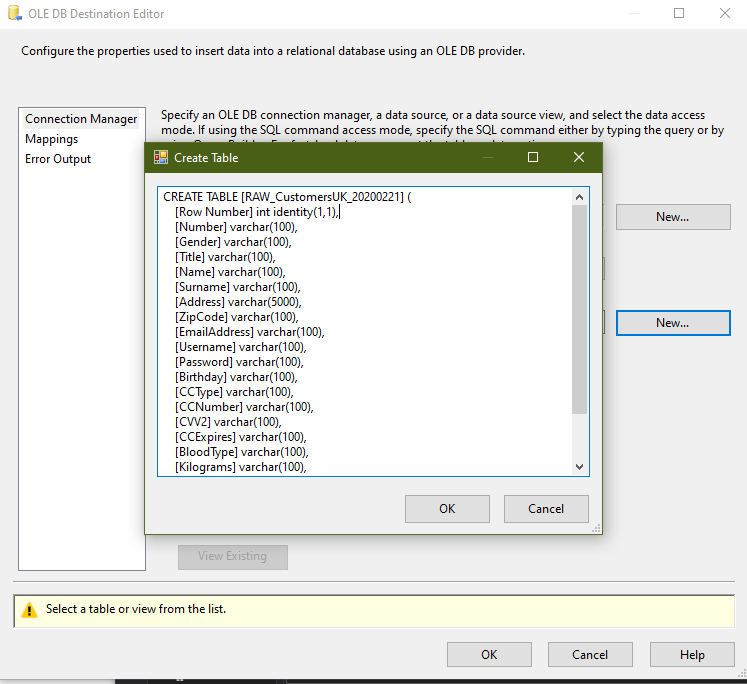 OLE DB Destination Editor
Configure the properties used to insert data into a relational database using an OLE DB provider.
Connection Manager
Mappings
Error Output
Specify an OLE DB connection manager, a data source, or a data source view, and select the data access
mode. If using the SQL command access mode, specify the SQL command either by typing the query or by
Create Table
CREATE TABLE [RAW_CustomersUK_20200221] (
[Row Number] int identity(1,1),
[Number] varchar(100),
[Gender] varchar(100),
[Title] varchar(100),
[Name] varchar(100),
[Surname] varchar(100),
[Address] varchar(5000),
[ZipCode] varchar(100),
[EmailAddress] varchar(100),
[Username] varchar(100),
[Password] varchar(100),
[Birthday] varchar(100),
[CCType] varchar(100),
[CCNumber] varchar(100),
[CVV2] varchar(100),
[CCExpires] varchar(100),
[BloodType] varchar(100),
[Kilograms] varchar(100),
OK
Cancel
New...
New...
View Existing
Select a table or view from the list.
OK
Cancel
Help